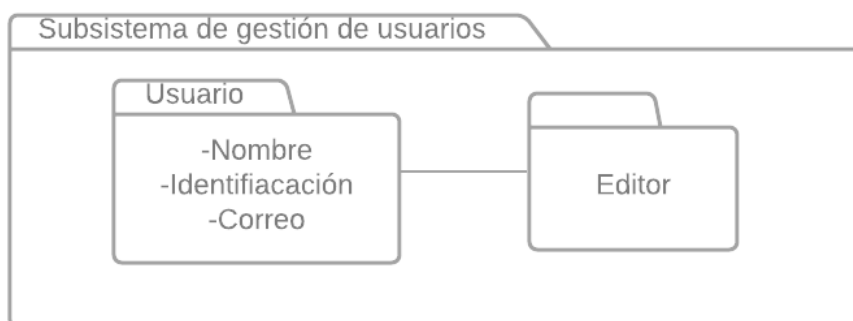 Subsistema de gestión de usuarios
Usuario
-Nombre
-Identifiacación
-Correo
Editor